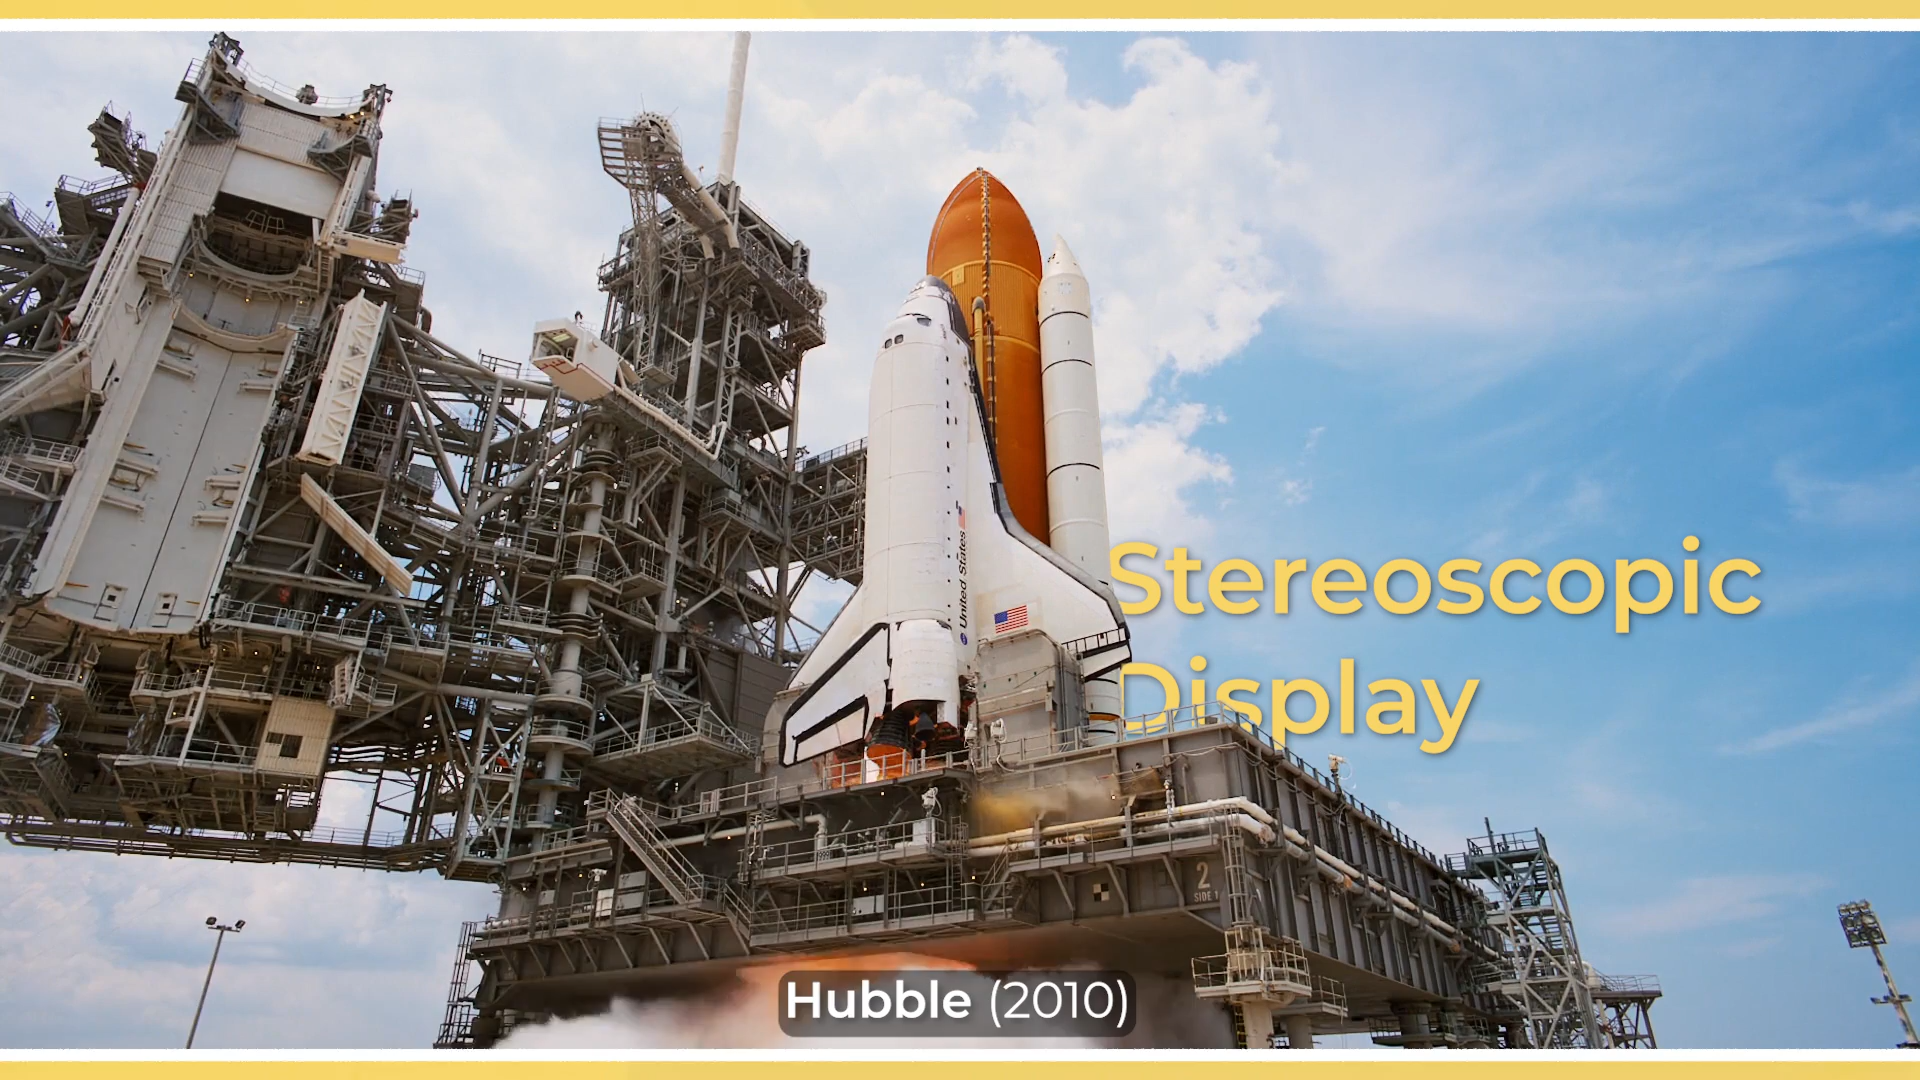 United States
Stereoscopic
Display
2
SIDE 1
Hubble (2010)